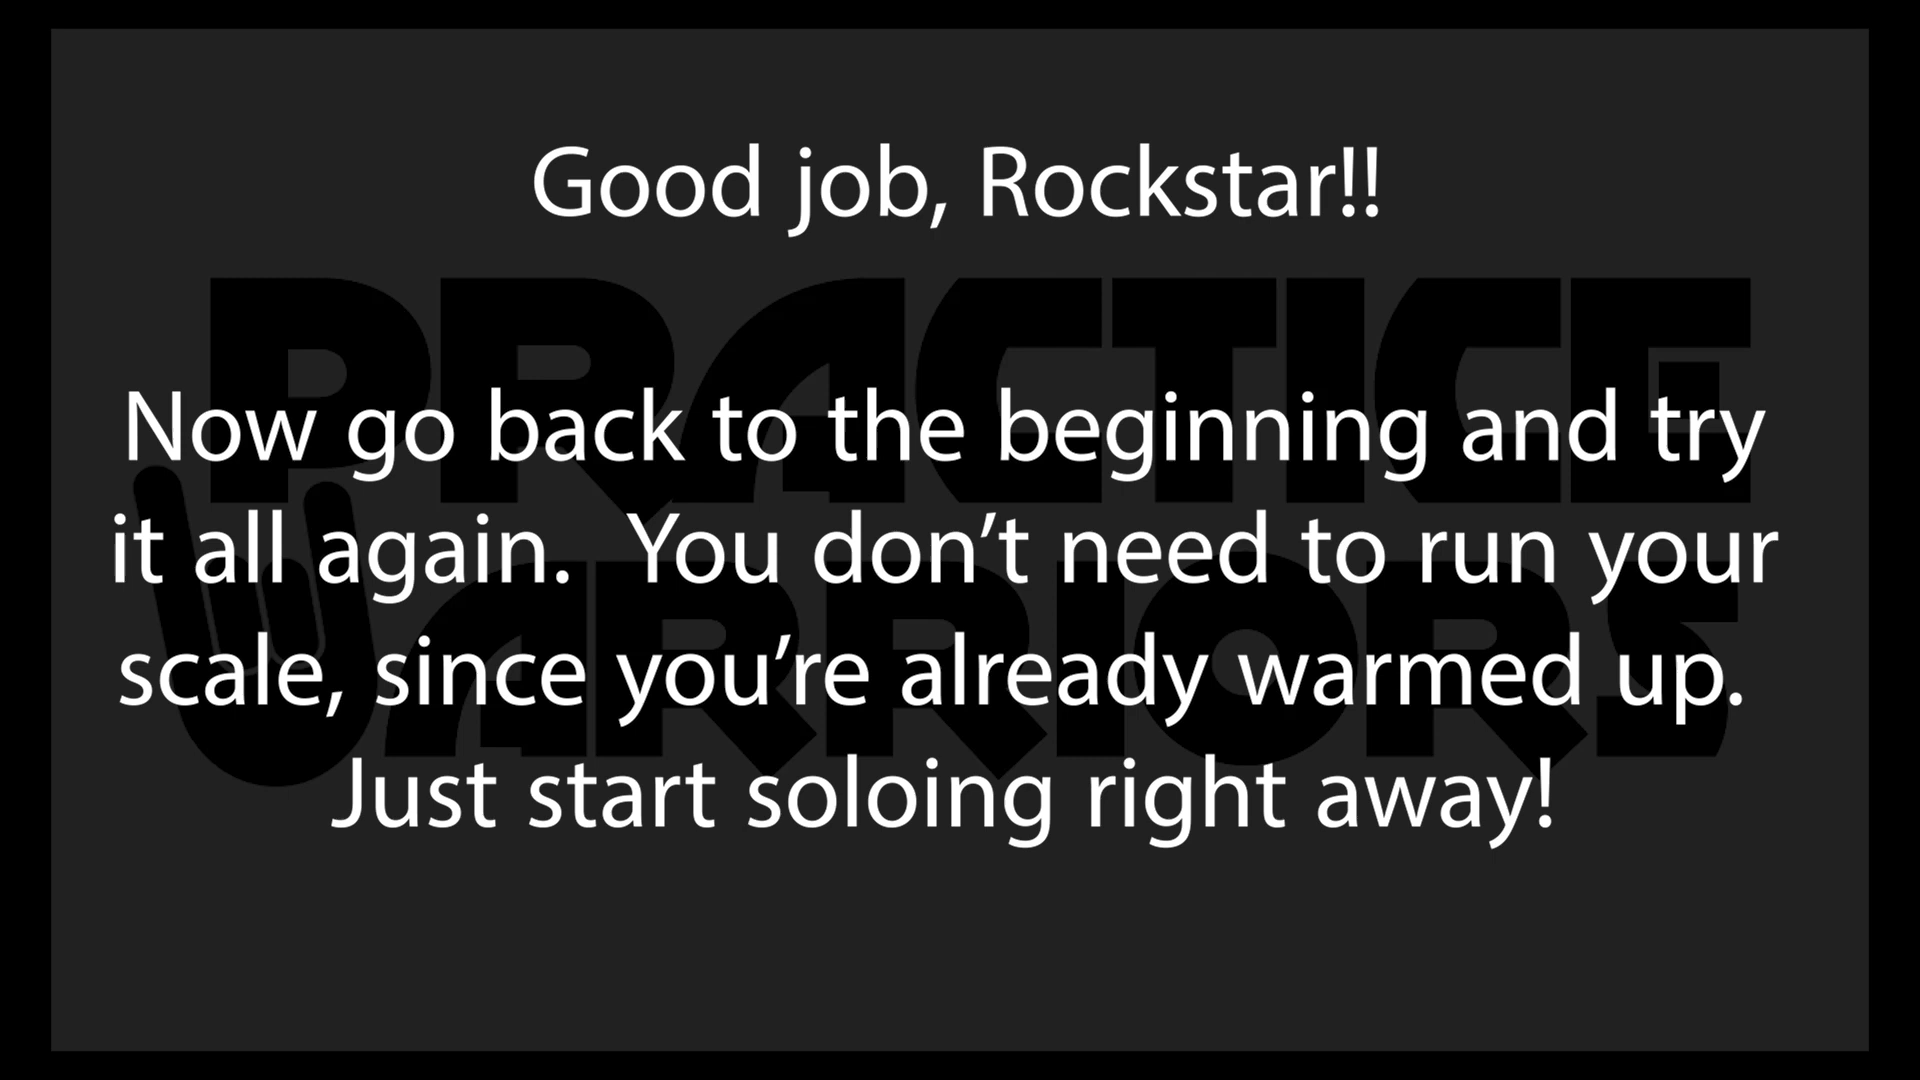 Good job, Rockstar!!
PRACTICE
WARRIORS
Now go back to the beginning and try
it all again.  You don’t need to run your
scale, since you’re already warmed up.
Just start soloing right away!